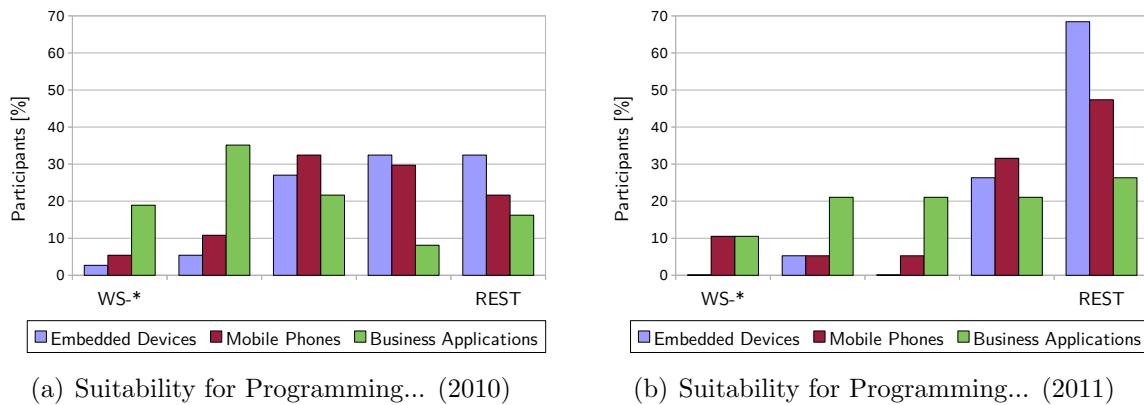 70
60
50
40
30
20
10
0
Participants [%]
WS-* REST
Embedded Devices Mobile Phones Business Applications
(a) Suitability for Programming... (2010)
70
60
50
40
30
20
10
0
Participants [%]
WS-* REST
Embedded Devices Mobile Phones Business Applications
(b) Suitability for Programming... (2011)